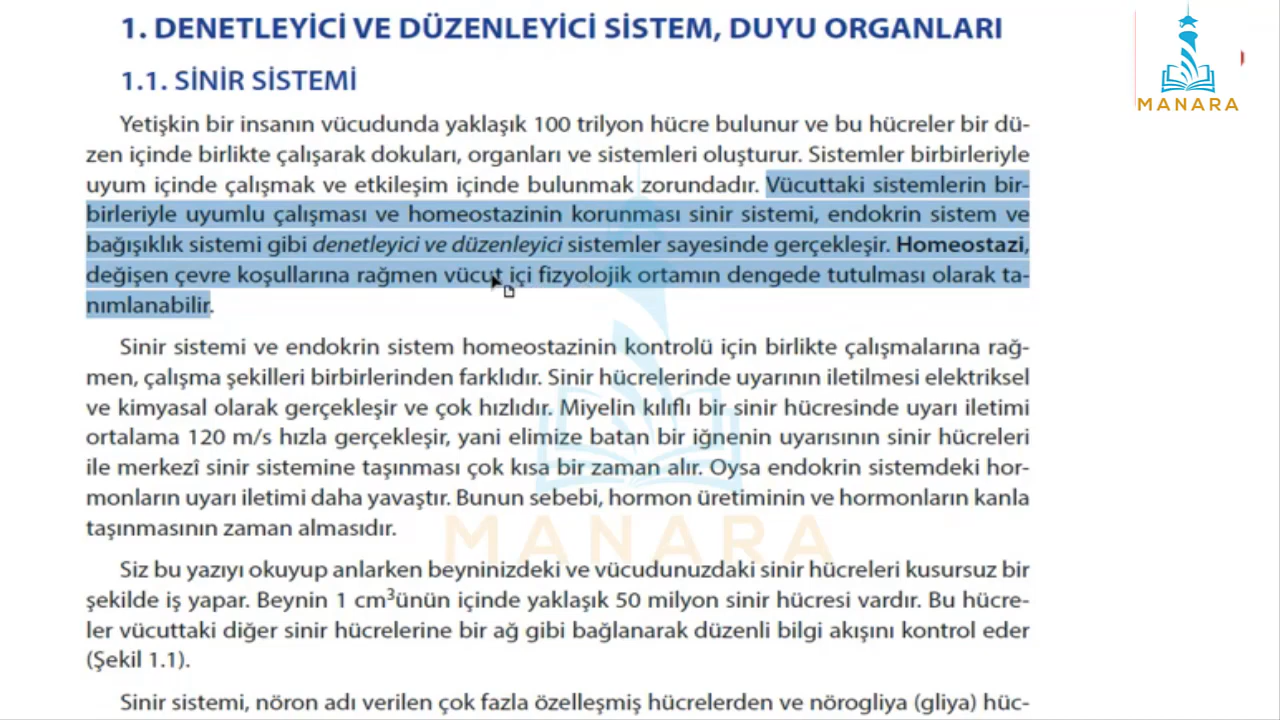 1. DENETLEYİCİ VE DÜZENLEYİCİ SİSTEM, DUYU ORGANLARI
MANARA
1.1. SİNİR SİSTEMİ
Yetişkin bir insanın vücudunda yaklaşık 100 trilyon hücre bulunur ve bu hücreler bir dü-
zen içinde birlikte çalışarak dokuları, organları ve sistemleri oluşturur. Sistemler birbirleriyle
uyum içinde çalışmak ve etkileşim içinde bulunmak zorundadır. Vücuttaki sistemlerin bir-
birleriyle uyumlu çalışması ve homeostazinin korunması sinir sistemi, endokrin sistem ve
bağışıklık sistemi gibi denetleyici ve düzenleyici sistemler sayesinde gerçekleşir. Homeostazi,
değişen çevre koşullarına rağmen vücut içi fizyolojik ortamın dengede tutulması olarak ta-
nımlanabilir.
Sinir sistemi ve endokrin sistem homeostazinin kontrolü için birlikte çalışmalarına rağ-
men, çalışma şekilleri birbirlerinden farklıdır. Sinir hücrelerinde uyarının iletilmesi elektriksel
ve kimyasal olarak gerçekleşir ve çok hızlıdır. Miyelin kılıflı bir sinir hücresinde uyarı iletimi
ortalama 120 m/s hızla gerçekleşir, yani elimize batan bir iğnenin uyarısının sinir hücreleri
ile merkezî sinir sistemine taşınması çok kısa bir zaman alır. Oysa endokrin sistemdeki hor-
monların uyarı iletimi daha yavaştır. Bunun sebebi, hormon üretiminin ve hormonların kanla
taşınmasının zaman almasıdır.
MANARA
Siz bu yazıyı okuyup anlarken beyninizdeki ve vücudunuzdaki sinir hücreleri kusursuz bir
şekilde iş yapar. Beynin 1 cm³ünün içinde yaklaşık 50 milyon sinir hücresi vardır. Bu hücre-
ler vücuttaki diğer sinir hücrelerine bir ağ gibi bağlanarak düzenli bilgi akışını kontrol eder
(Şekil 1.1).
Sinir sistemi, nöron adı verilen çok fazla özelleşmiş hücrelerden ve nörogliya (gliya) hüc-